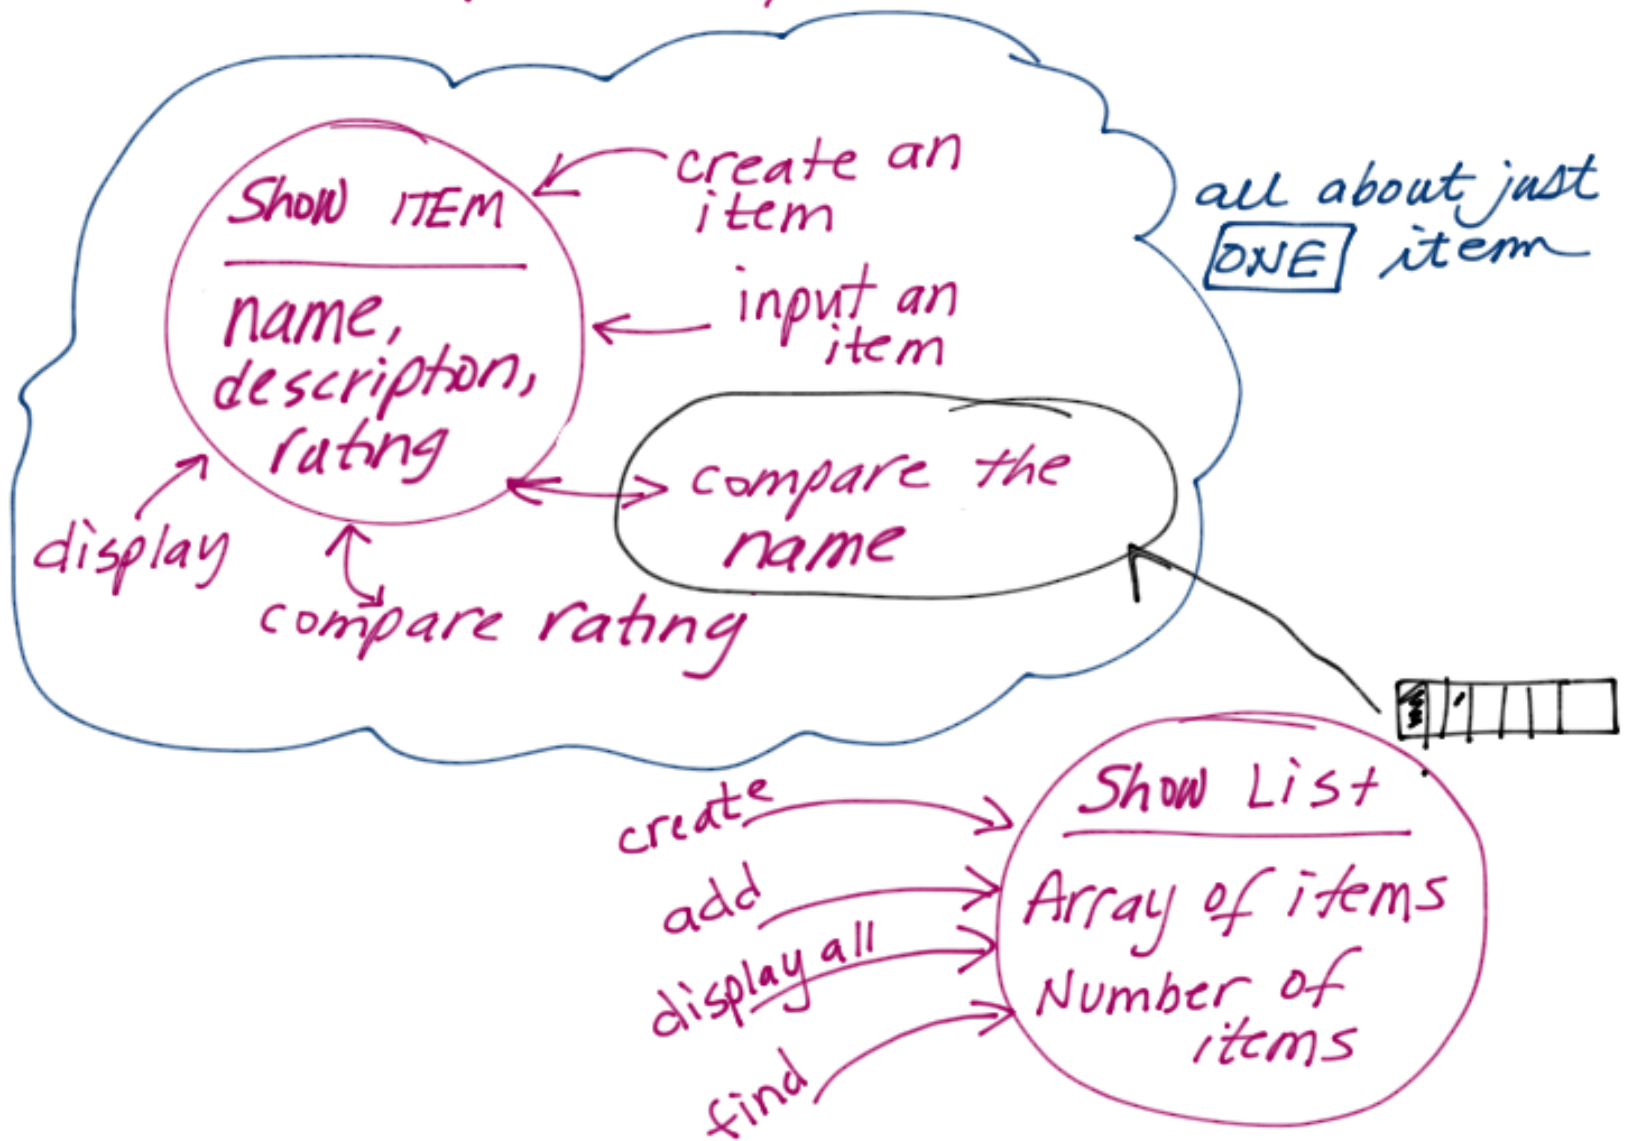 Show ITEM
name,
description,
rating
create an
item
input an
item
compare the
name
display
compare rating
all about just
ONE item
Show List
Array of items
Number of
items
create
add
display all
find